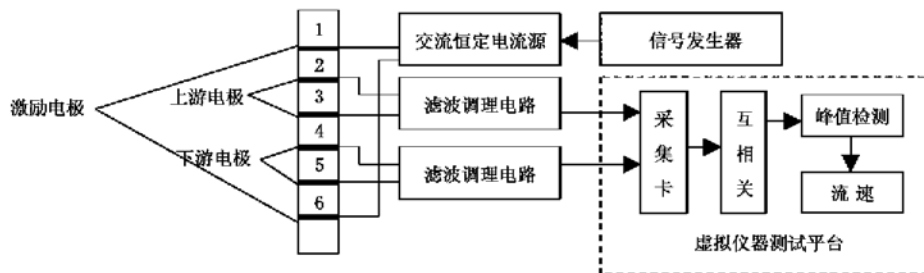 1
2
3
4
5
6
激励电极
上游电极
下游电极
交流恒定电流源
信号发生器
滤波调理电路
滤波调理电路
采集卡
互相关
峰值检测
流速
虚拟仪器测试平台